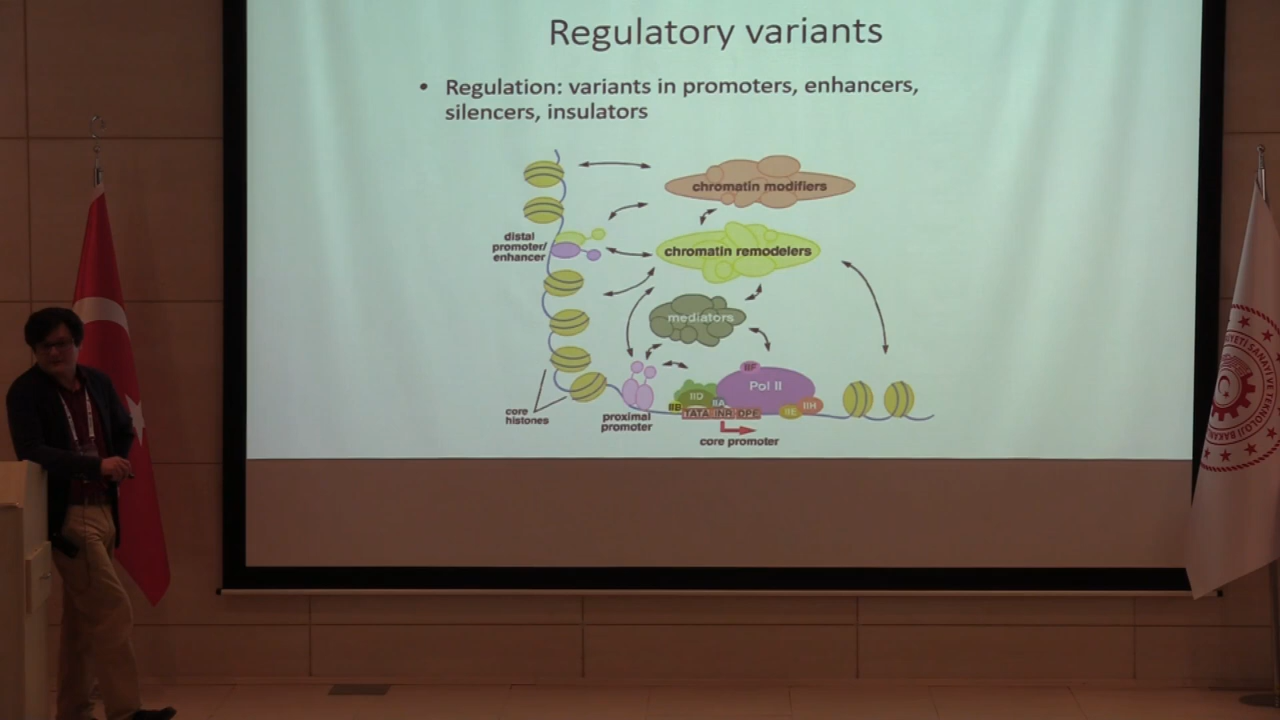 Regulatory variants
• Regulation: variants in promoters, enhancers,
silencers, insulators
chromatin modifiers
distal
promoter/
enhancer
chromatin remodelers
mediators
IIF
Pol II
IID
IIA
IIB
IIE
IIH
TATA INR DPE
core
histones
proximal
promoter
core promoter